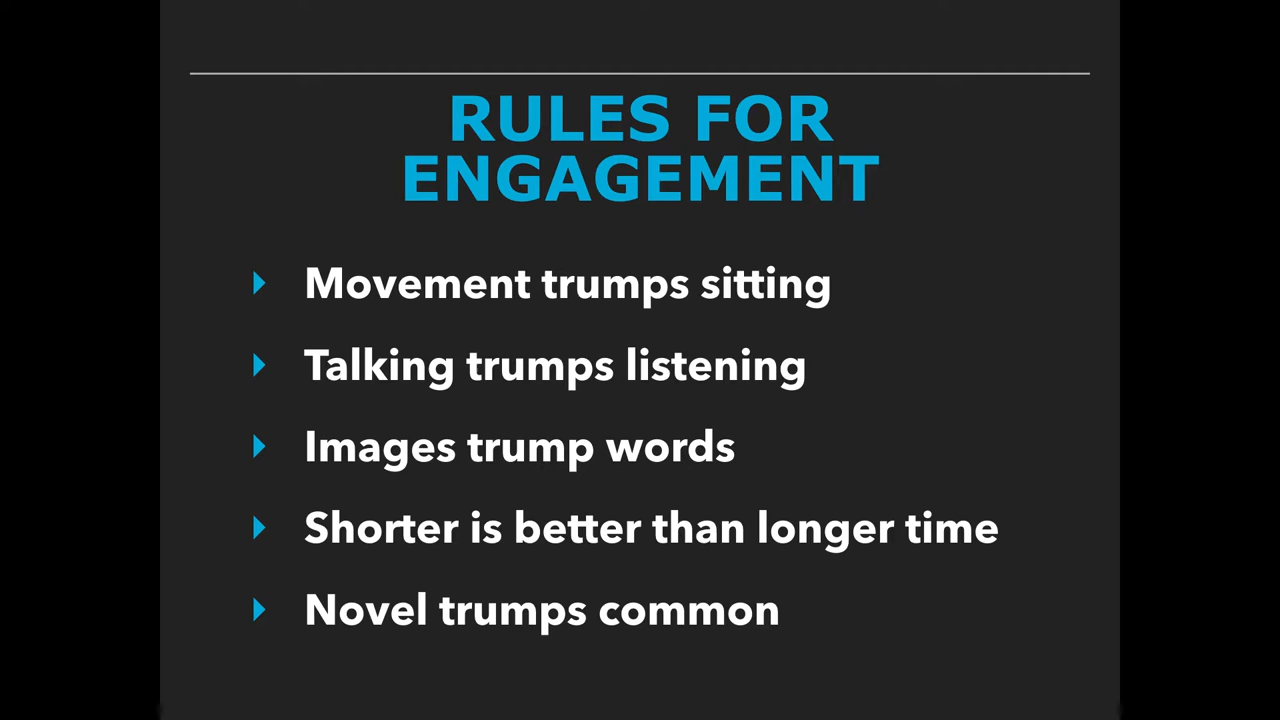 RULES FOR
ENGAGEMENT
Movement trumps sitting
Talking trumps listening
Images trump words
Shorter is better than longer time
Novel trumps common